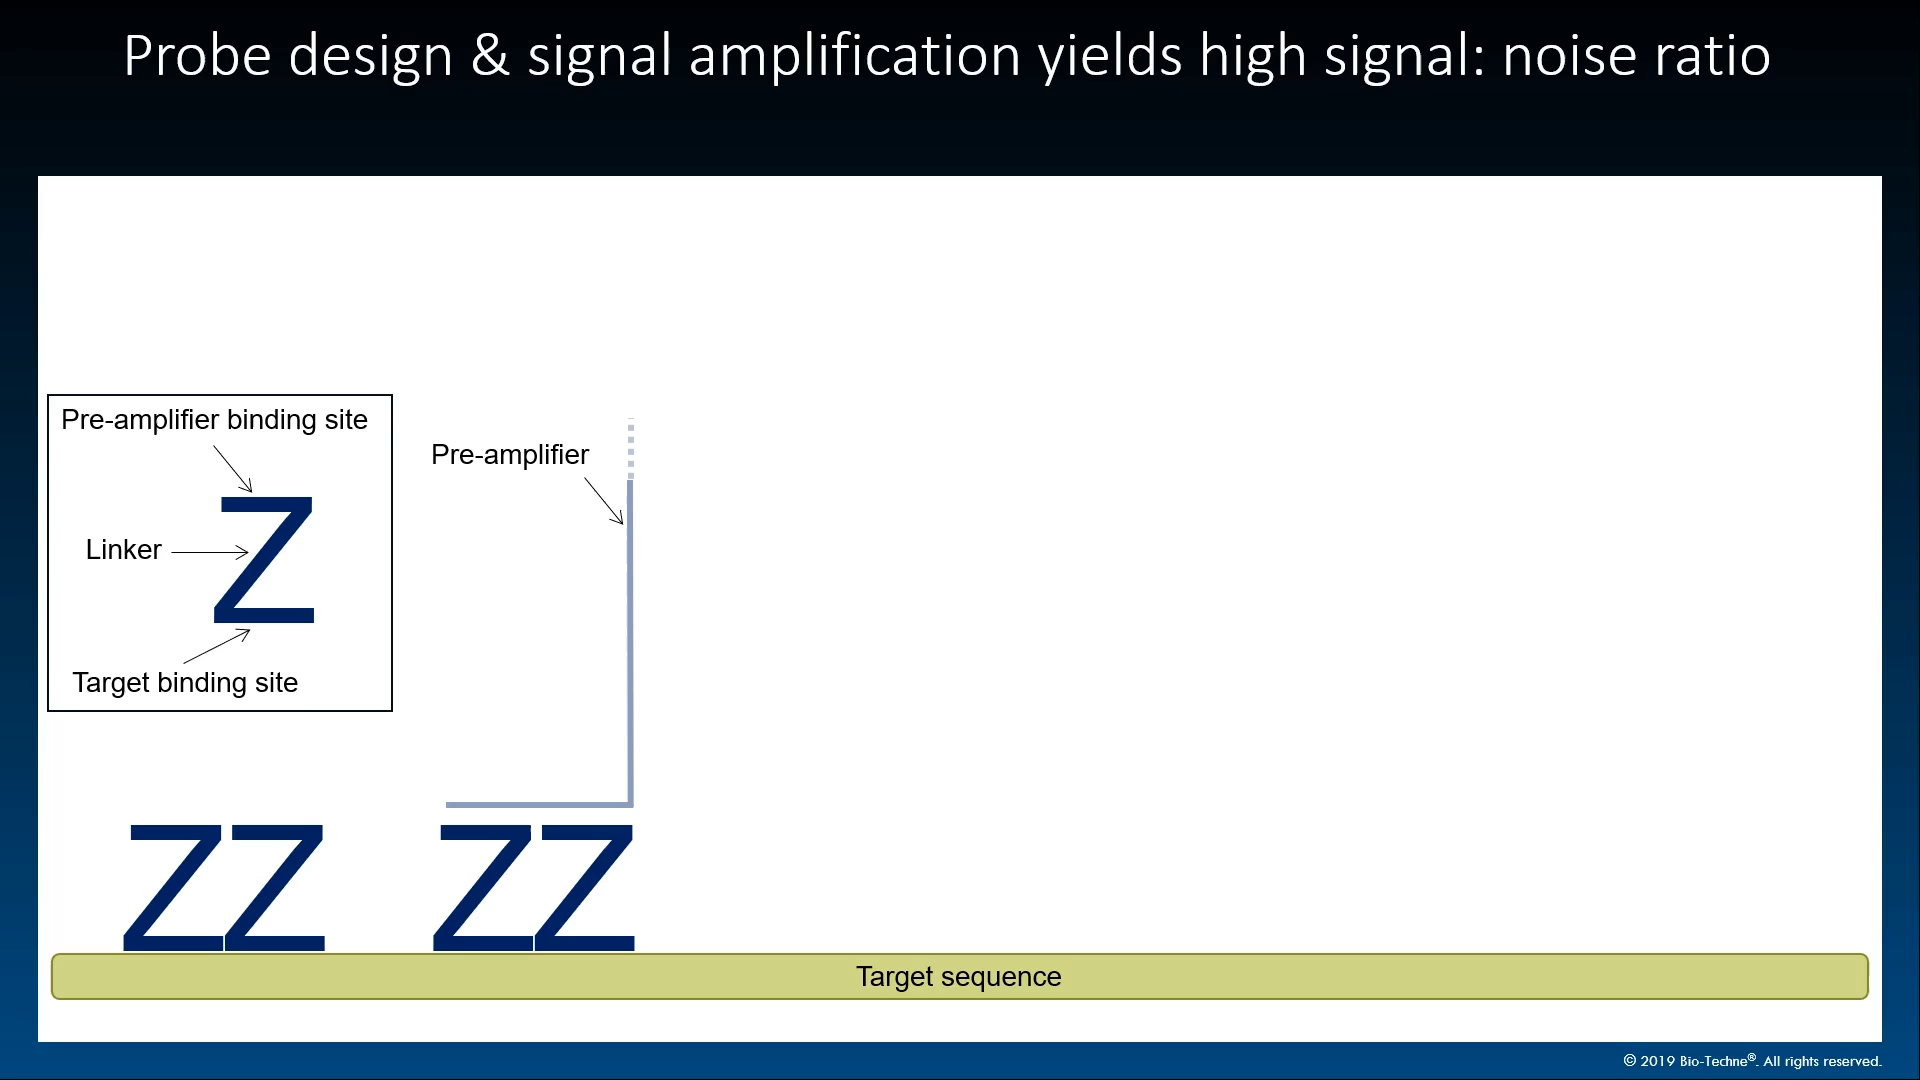 Probe design & signal amplification yields high signal: noise ratio
Pre-amplifier binding site
Pre-amplifier
Z
Linker
Target binding site
ZZ ZZ
Target sequence
© 2019 Bio-Techne®. All rights reserved.